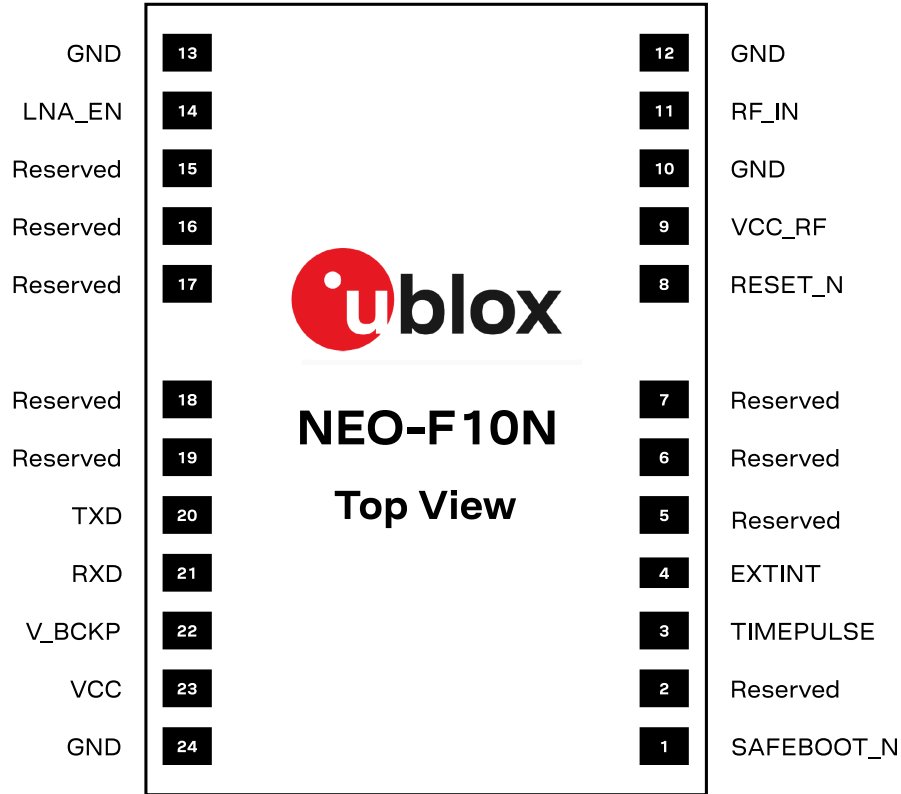 GND 13 12 GND
LNA_EN 14 11 RF_IN
Reserved 15 10 GND
Reserved 16 9 VCC_RF
Reserved 17 8 RESET_N
ublox
Reserved 18 7 Reserved
NEO-F10N
Reserved 19 6 Reserved
TXD 20 Top View 5 Reserved
RXD 21 4 EXTINT
V_BCKP 22 3 TIMEPULSE
VCC 23 2 Reserved
GND 24 1 SAFEBOOT_N